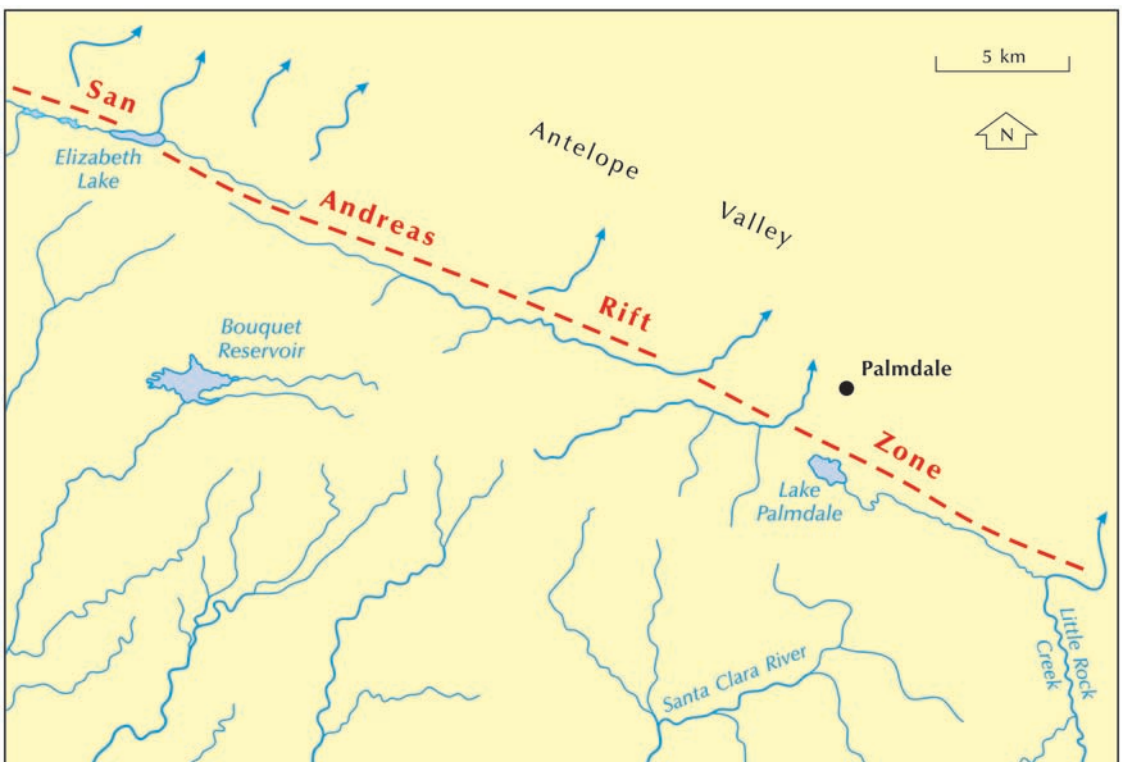 5 km
N
San
Antelope
Elizabeth
Lake
Andreas
Valley
Rift
Bouquet
Reservoir
Palmdale
Zone
Lake
Palmdale
Little Rock
Creek
Santa Clara River